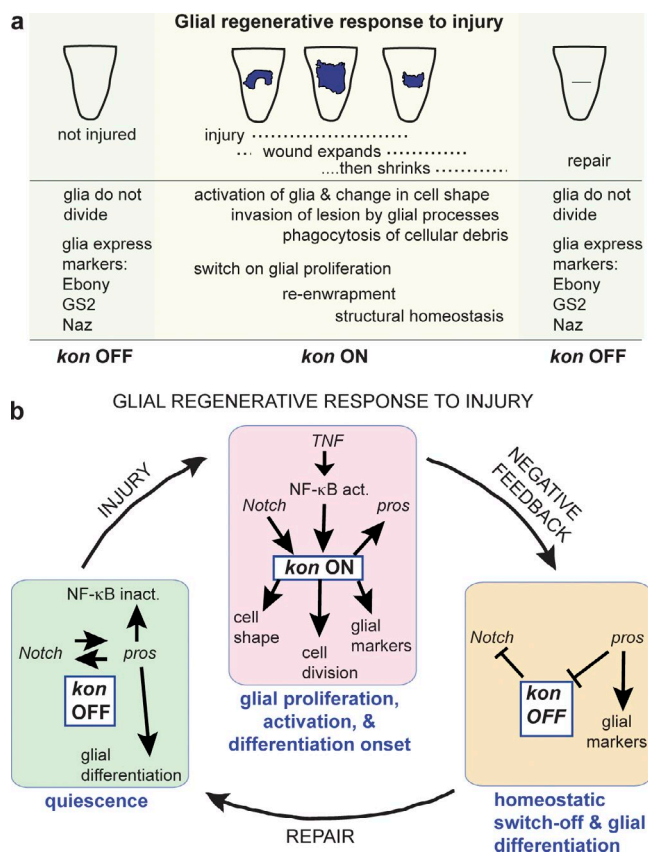 a
Glial regenerative response to injury
not injured
injury
wound expands
....then shrinks
repair
glia do not
divide
glia express
markers:
Ebony
GS2
Naz
kon OFF
activation of glia & change in cell shape
invasion of lesion by glial processes
phagocytosis of cellular debris
switch on glial proliferation
re-enwrapment
structural homeostasis
kon ON
glia do not
divide
glia express
markers:
Ebony
GS2
Naz
kon OFF
b
GLIAL REGENERATIVE RESPONSE TO INJURY
INJURY
NEGATIVE
FEEDBACK
TNF
NF-κB act.
Notch
pros
kon ON
cell
shape
cell
division
glial
markers
glial proliferation,
activation, &
differentiation onset
NF-κB inact.
Notch
pros
kon
OFF
glial
differentiation
quiescence
Notch
pros
kon
OFF
glial
markers
homeostatic
switch-off & glial
differentiation
REPAIR